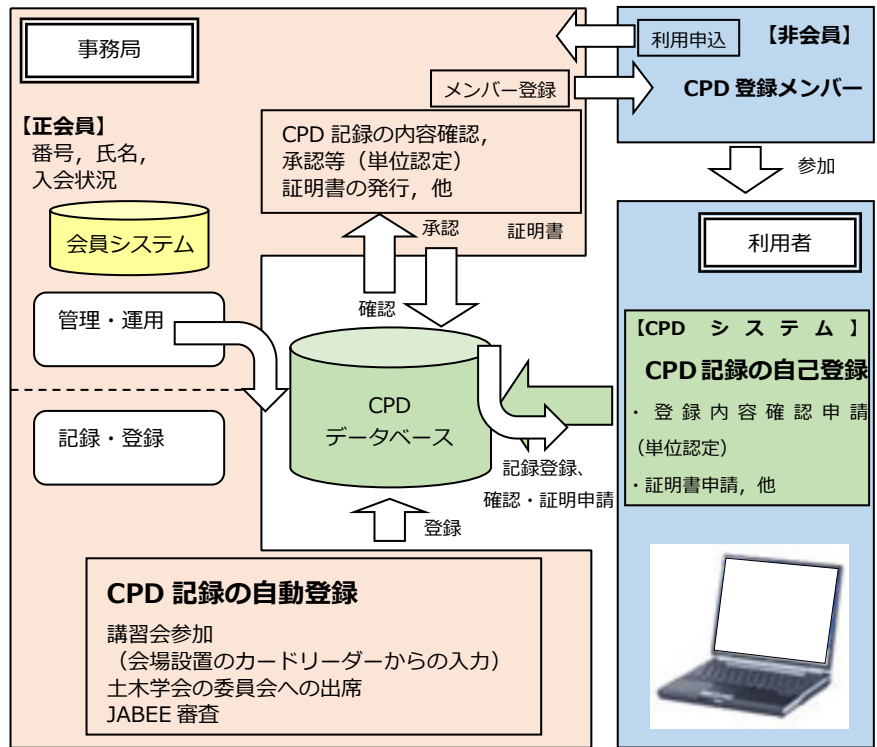 事務局
利用申込
【非会員】
メンバー登録
CPD 登録メンバー
【正会員】
番号，氏名，
入会状況
CPD 記録の内容確認，
承認等（単位認定）
証明書の発行，他
参加
承認
証明書
会員システム
利用者
確認
管理・運用
【CPD システム】
CPD 記録の自己登録
・登録内容確認申請
（単位認定）
・証明書申請，他
CPD
データベース
記録・登録
記録登録、
確認・証明申請
登録
CPD 記録の自動登録
講習会参加
（会場設置のカードリーダーからの入力）
土木学会の委員会への出席
JABEE 審査